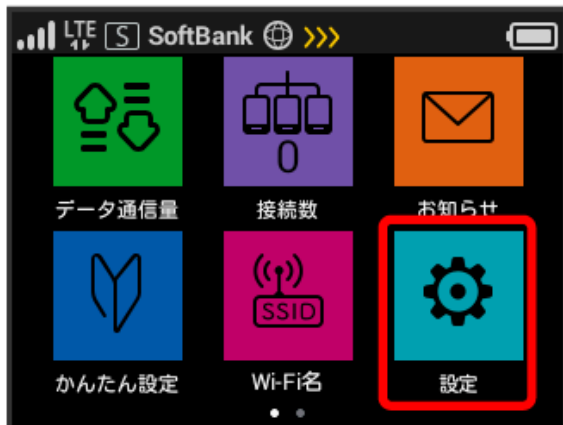 LTE S SoftBank
0
データ通信量 接続数 お知らせ
SSID
かんたん設定 Wi-Fi名 設定